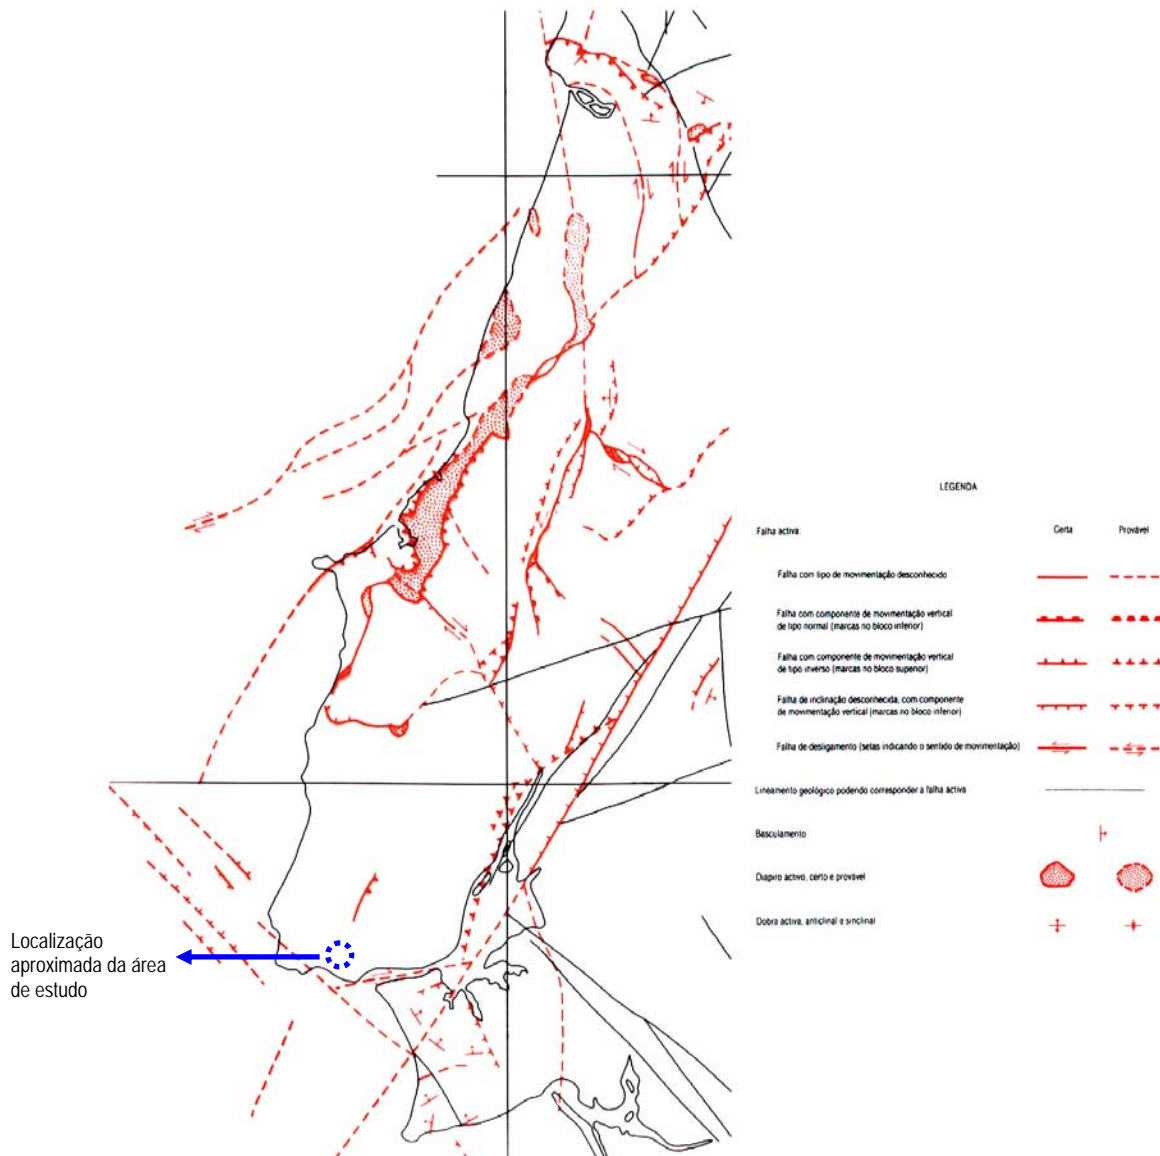 LEGENDA
Falha activa:
Certa
Provável
Falha com tipo de movimentação desconhecido
Falha com componente de movimentação vertical
de tipo normal (marcas no bloco inferior)
Falha com componente de movimentação vertical
de tipo inverso (marcas no bloco superior)
Falha de inclinação desconhecida, com componente
de movimentação vertical (marcas no bloco inferior)
Falha de desligamento (setas indicando o sentido de movimentação)
Lineamento geológico podendo corresponder a falha activa
Basculamento
Diapiro activo, certo e provável
Dobra activa, anticlinal e sinclinal
Localização
aproximada da área
de estudo